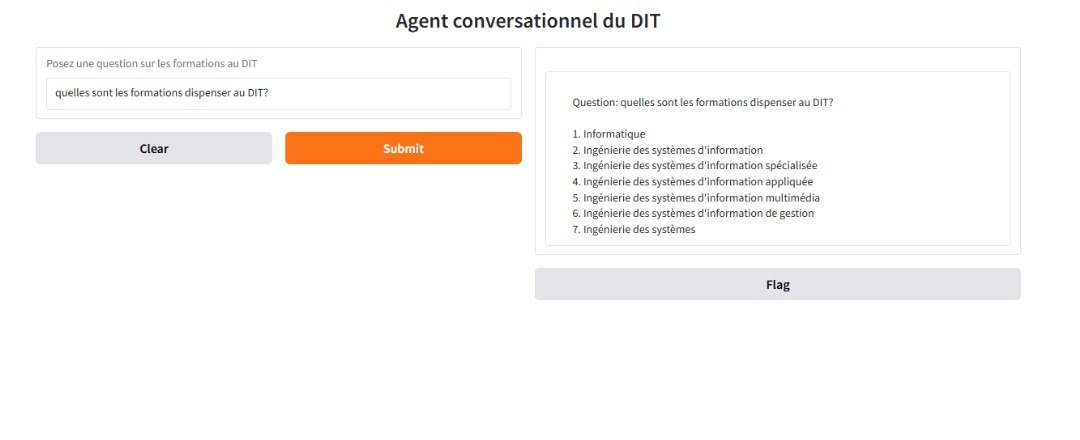 Agent conversationnel du DIT
Posez une question sur les formations au DIT
quelles sont les formations dispenser au DIT?
Clear
Submit
Question: quelles sont les formations dispenser au DIT?
1. Informatique
2. Ingénierie des systèmes d'information
3. Ingénierie des systèmes d'information spécialisée
4. Ingénierie des systèmes d'information appliquée
5. Ingénierie des systèmes d'information multimédia
6. Ingénierie des systèmes d'information de gestion
7. Ingénierie des systèmes
Flag